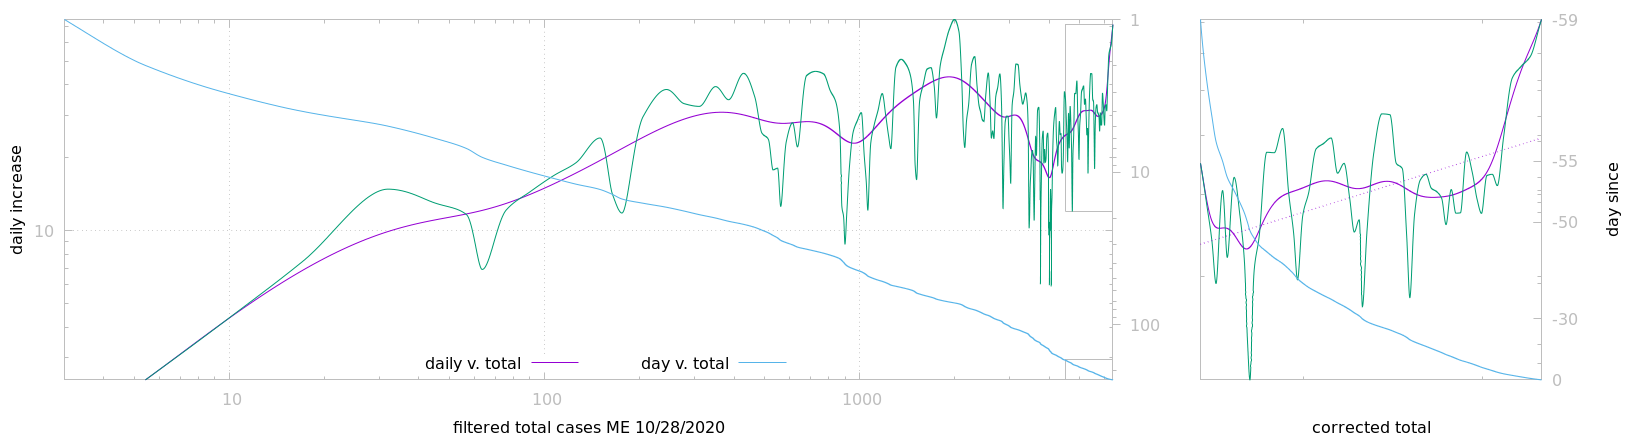 daily increase
10
daily v. total
day v. total
10
100
1000
filtered total cases ME 10/28/2020
1
10
100
corrected total
-59
-55
-50
-30
0
day since